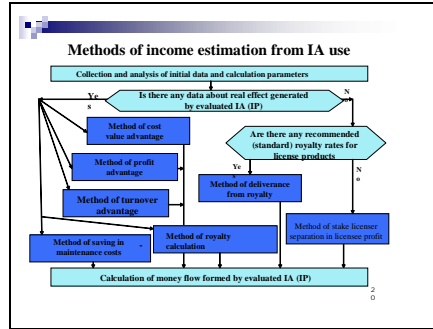 Methods of income estimation from IA use
Collection and analysis of initial data and calculation parameters
Ye
s
Is there any data about real effect generated
by evaluated IA (IP)
N
o
Method of cost
value advantage
Are there any recommended
(standard) royalty rates for
license products
Method of profit
advantage
Ye
s
N
o
Method of deliverance
from royalty
Method of turnover
advantage
Method of saving in
maintenance costs
Method of royalty
calculation
Method of stake licenser
separation in licensee profit
Calculation of money flow formed by evaluated IA (IP)
2
0